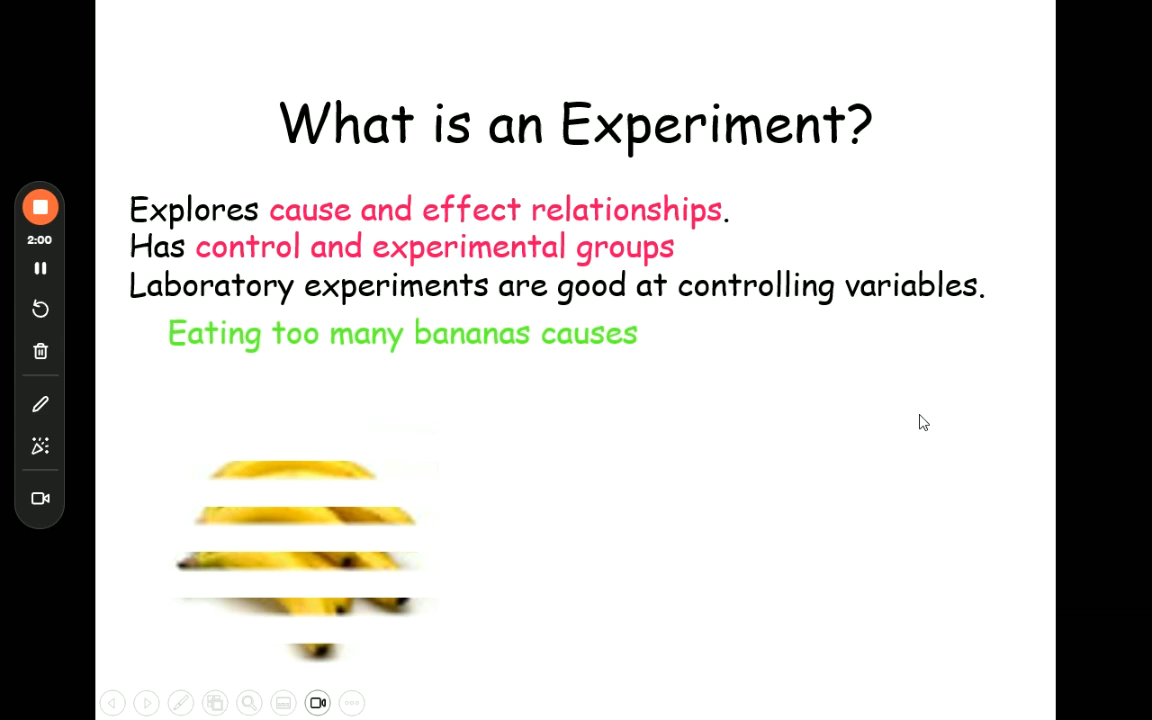 What is an Experiment?
Explores cause and effect relationships.
Has control and experimental groups
Laboratory experiments are good at controlling variables.
Eating too many bananas causes
2:00